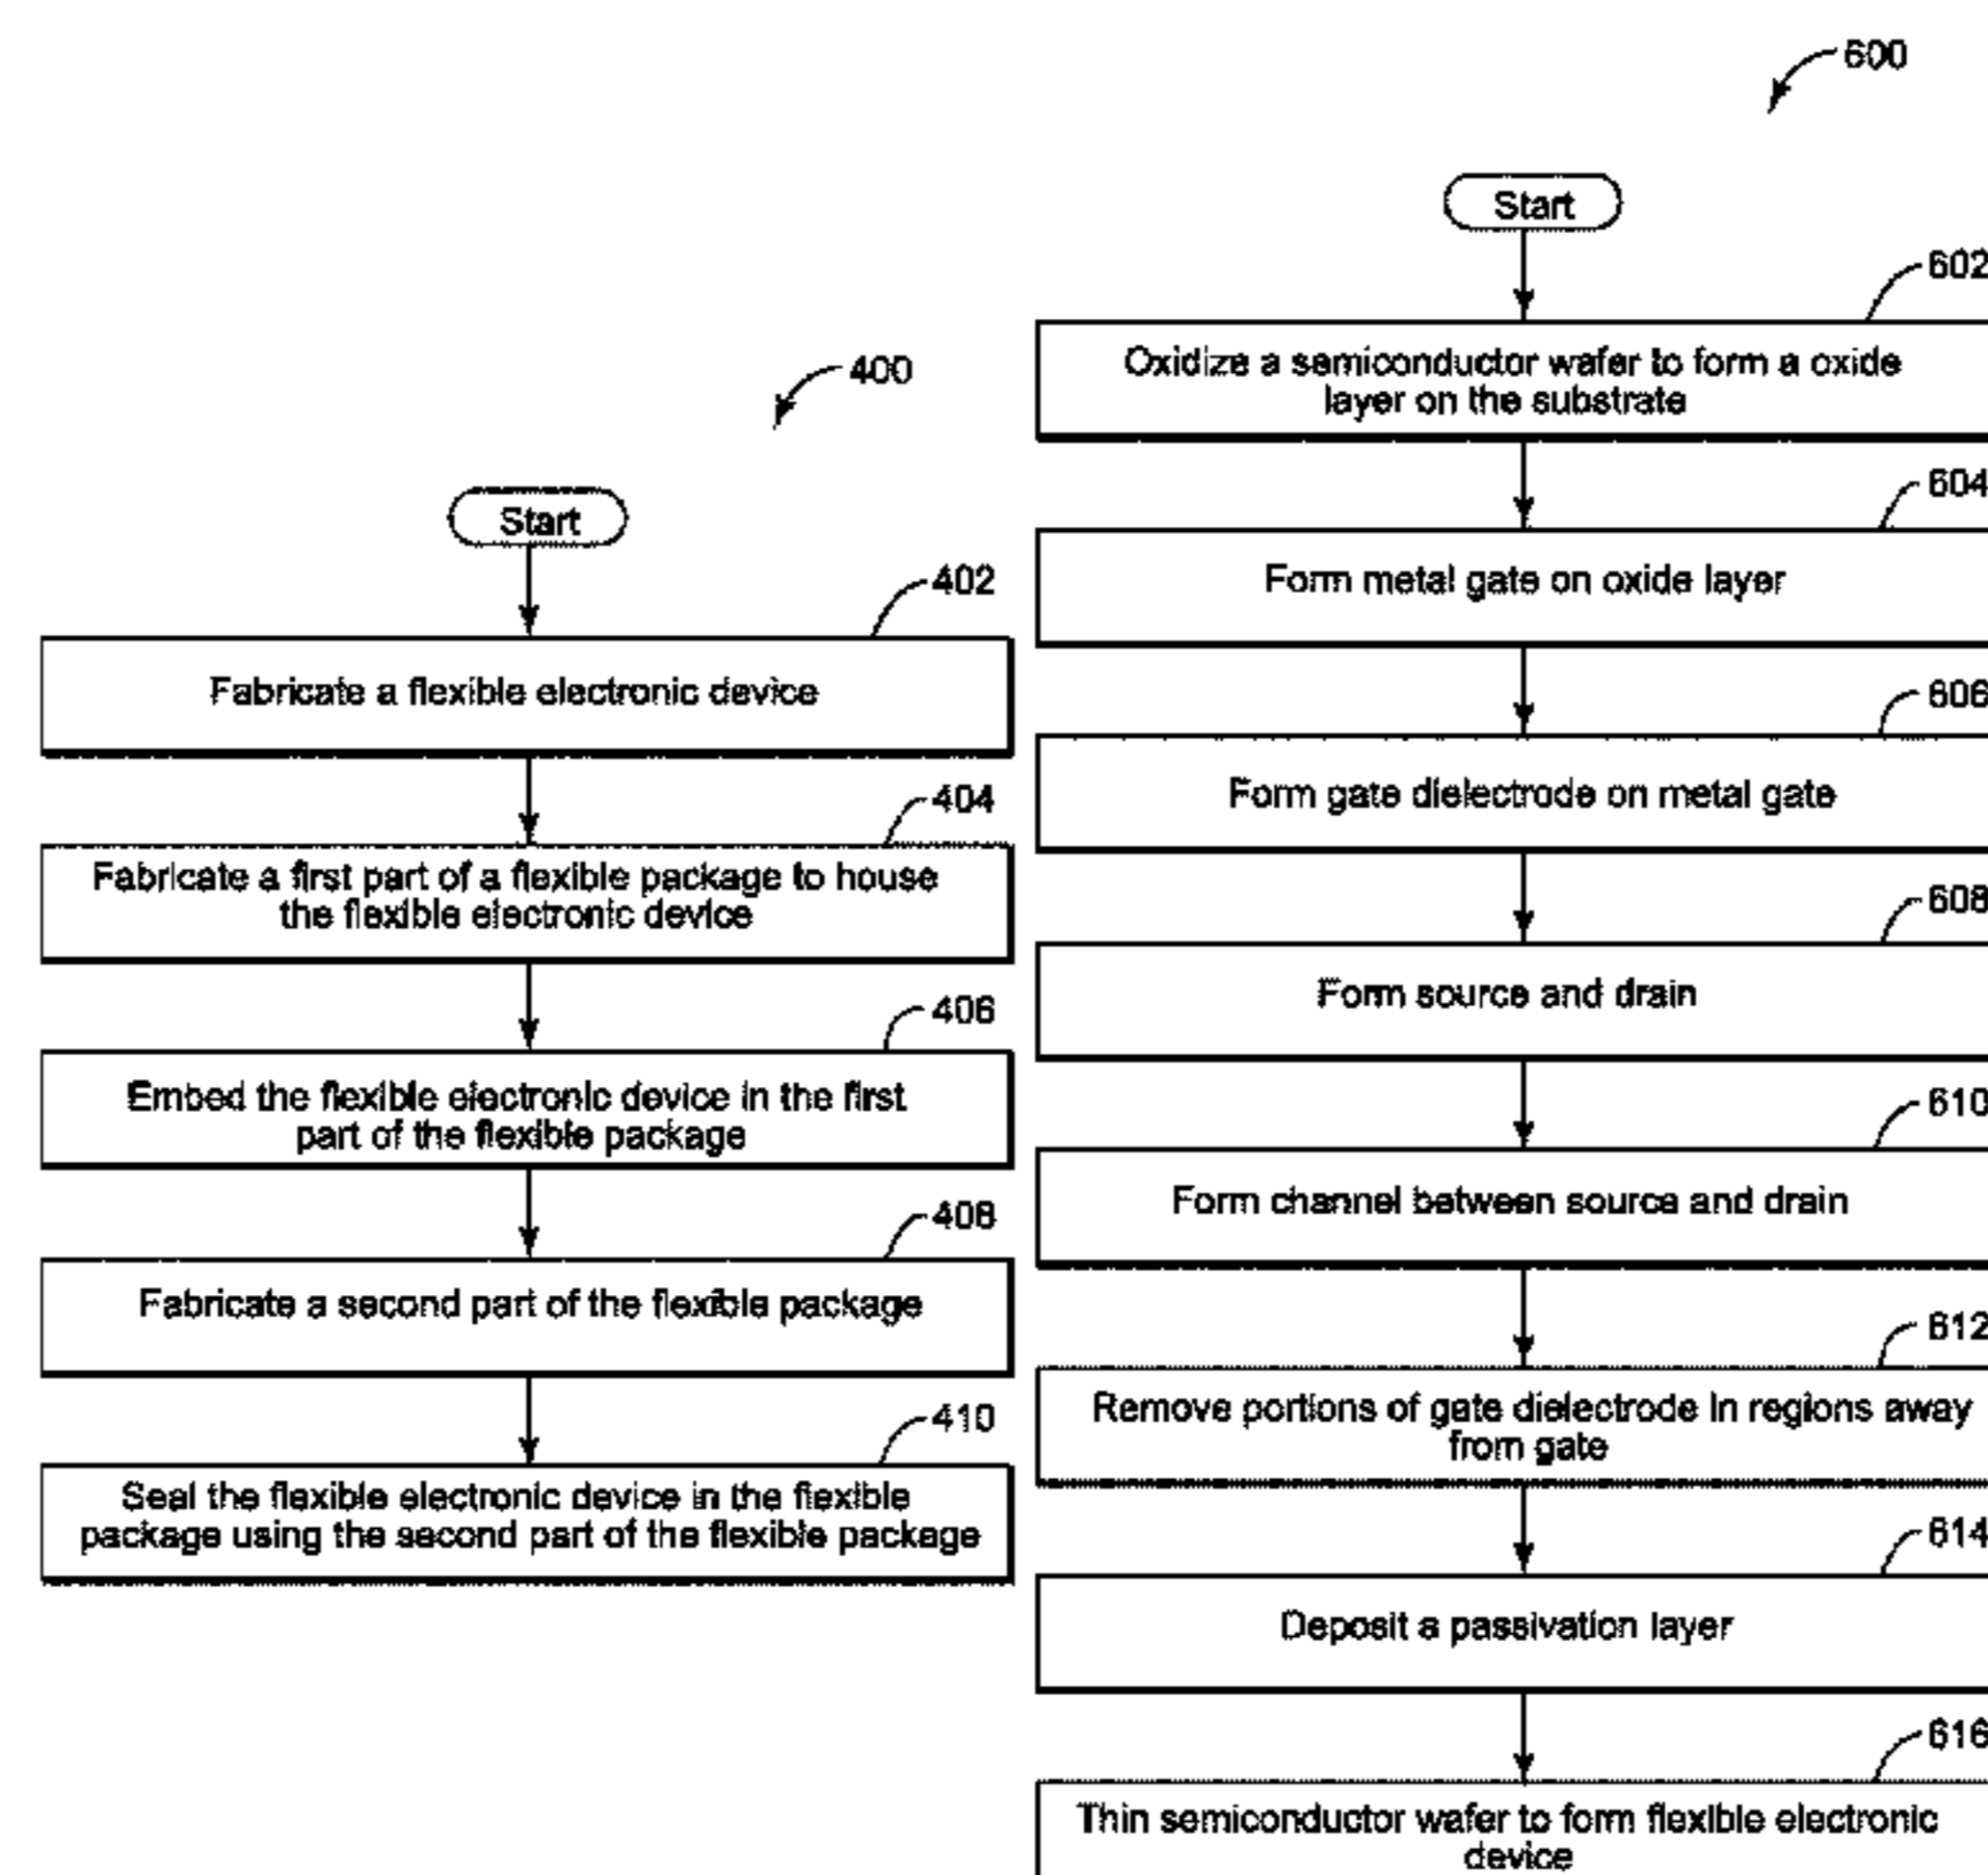 400
Start
402
Fabricate a flexible electronic device
404
Fabricate a first part of a flexible package to house
the flexible electronic device
406
Embed the flexible electronic device in the first
part of the flexible package
408
Fabricate a second part of the flexible package
410
Seal the flexible electronic device in the flexible
package using the second part of the flexible package
600
Start
602
Oxidize a semiconductor wafer to form a oxide
layer on the substrate
604
Form metal gate on oxide layer
606
Form gate dielectrode on metal gate
608
Form source and drain
610
Form channel between source and drain
612
Remove portions of gate dielectrode in regions away
from gate
614
Deposit a passivation layer
616
Thin semiconductor wafer to form flexible electronic
device